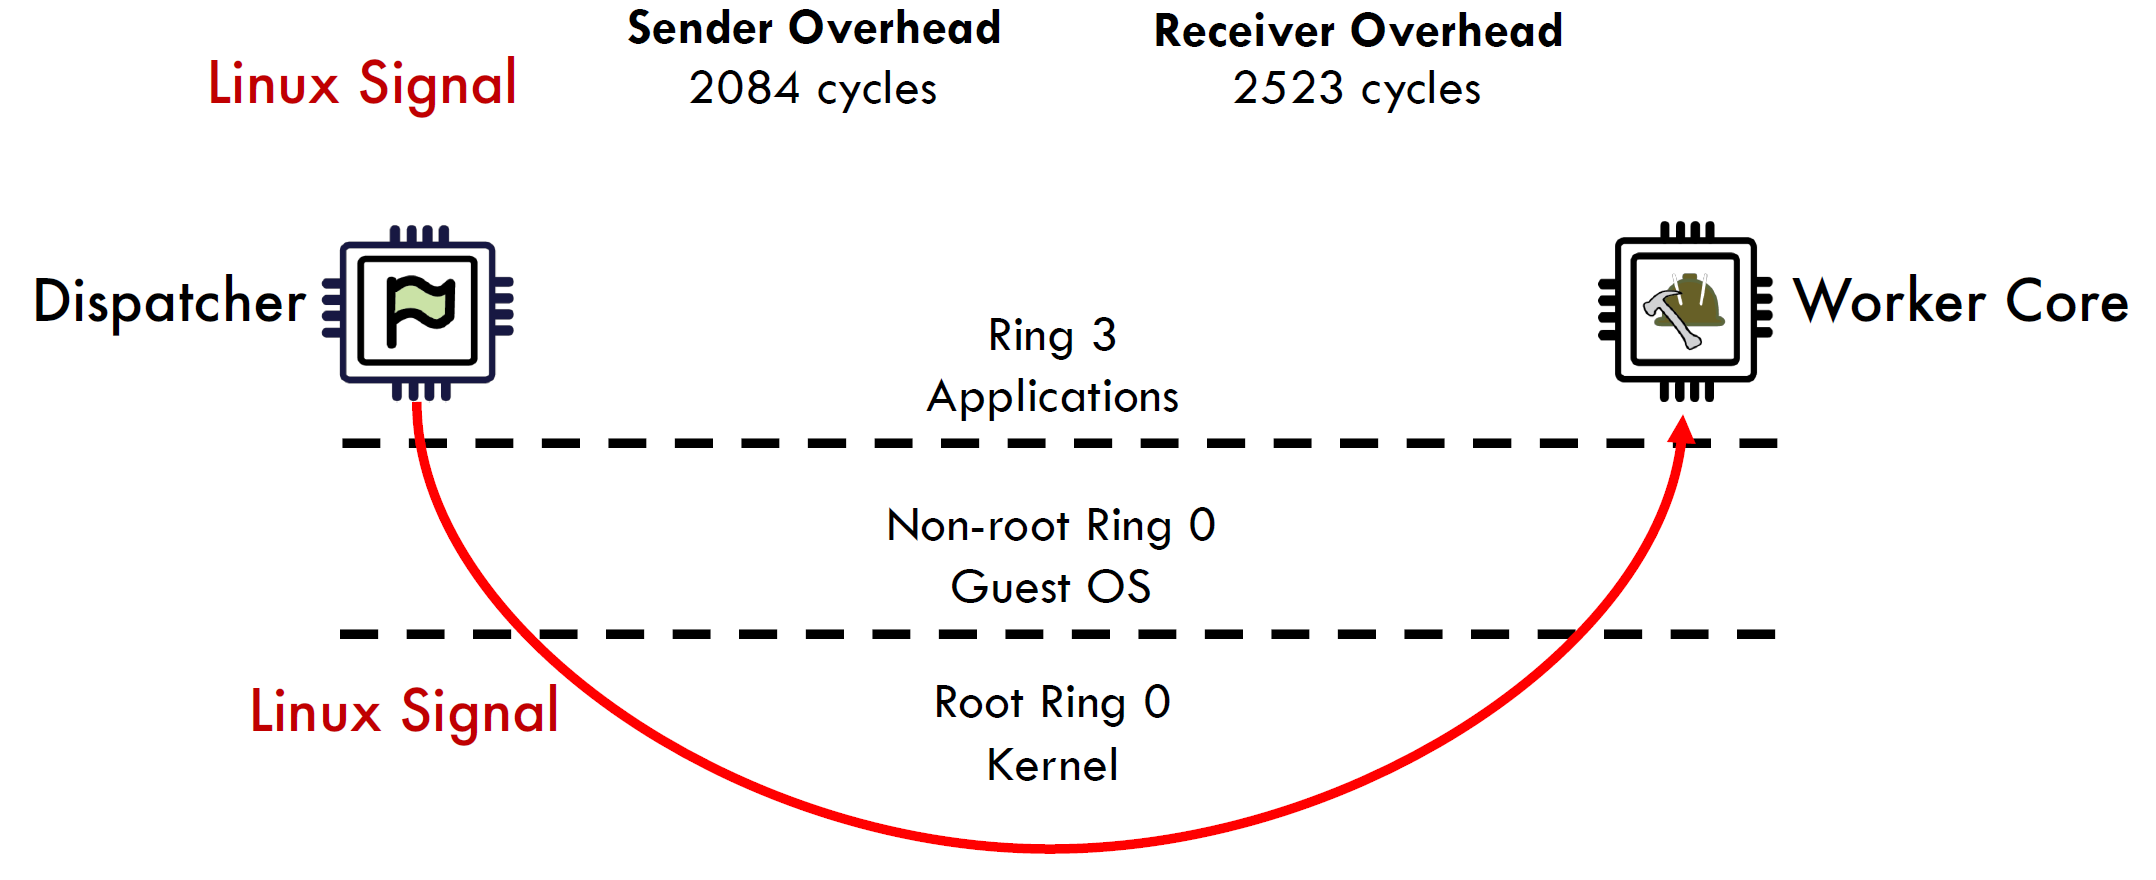 Sender Overhead
Receiver Overhead
Linux Signal
2084 cycles
2523 cycles
Dispatcher
Worker Core
Ring 3
Applications
Non-root Ring 0
Guest OS
Linux Signal
Root Ring 0
Kernel